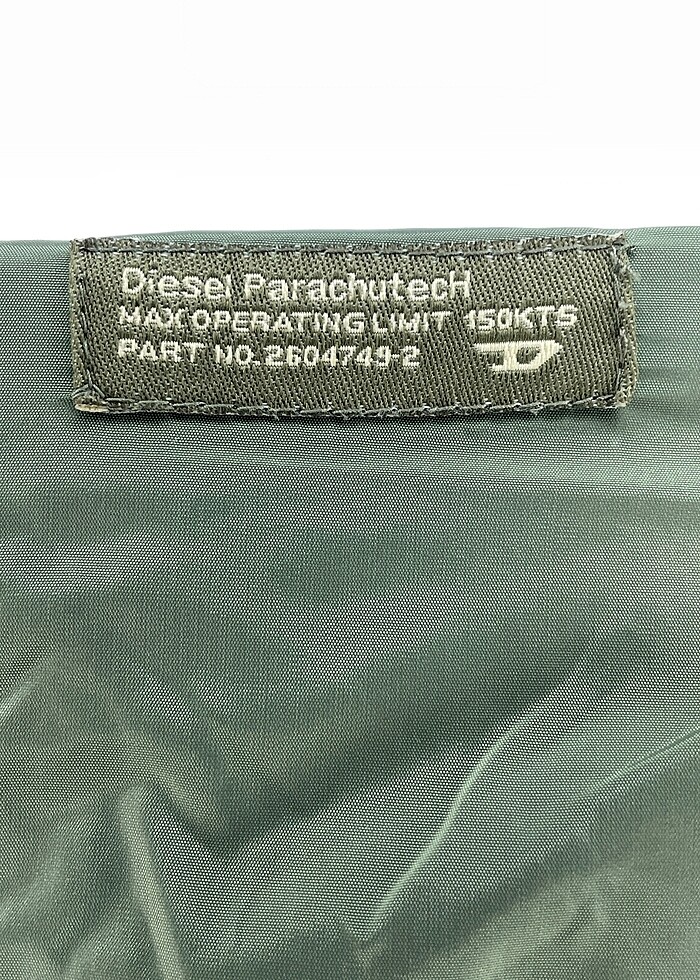 Diesel ParachutecH
MAX OPERATING LIMIT 150KTS
PART NO. 2604749-2